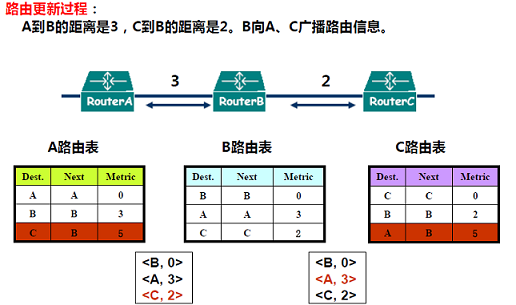 路由更新过程：
A到B的距离是3，C到B的距离是2。B向A、C广播路由信息。
3 2
RouterA RouterB RouterC
A路由表 B路由表 C路由表
Dest. Next Metric
A A 0
B B 3
C B 5
Dest. Next Metric
B B 0
A A 3
C C 2
Dest. Next Metric
C C 0
B B 2
A B 5
<B, 0>
<A, 3>
<C, 2>
<B, 0>
<A, 3>
<C, 2>